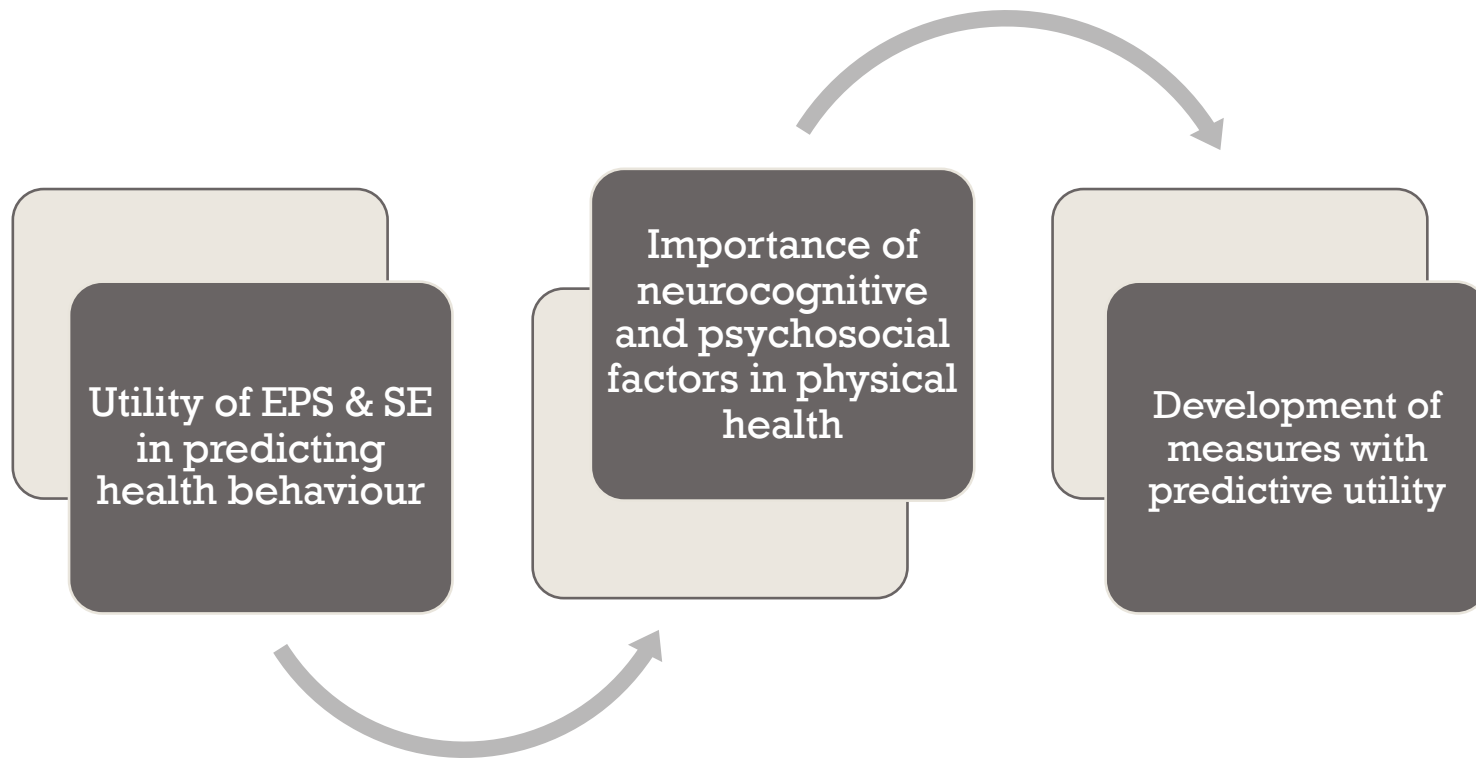 Utility of EPS & SE
in predicting
health behaviour
Importance of
neurocognitive
and psychosocial
factors in physical
health
Development of
measures with
predictive utility